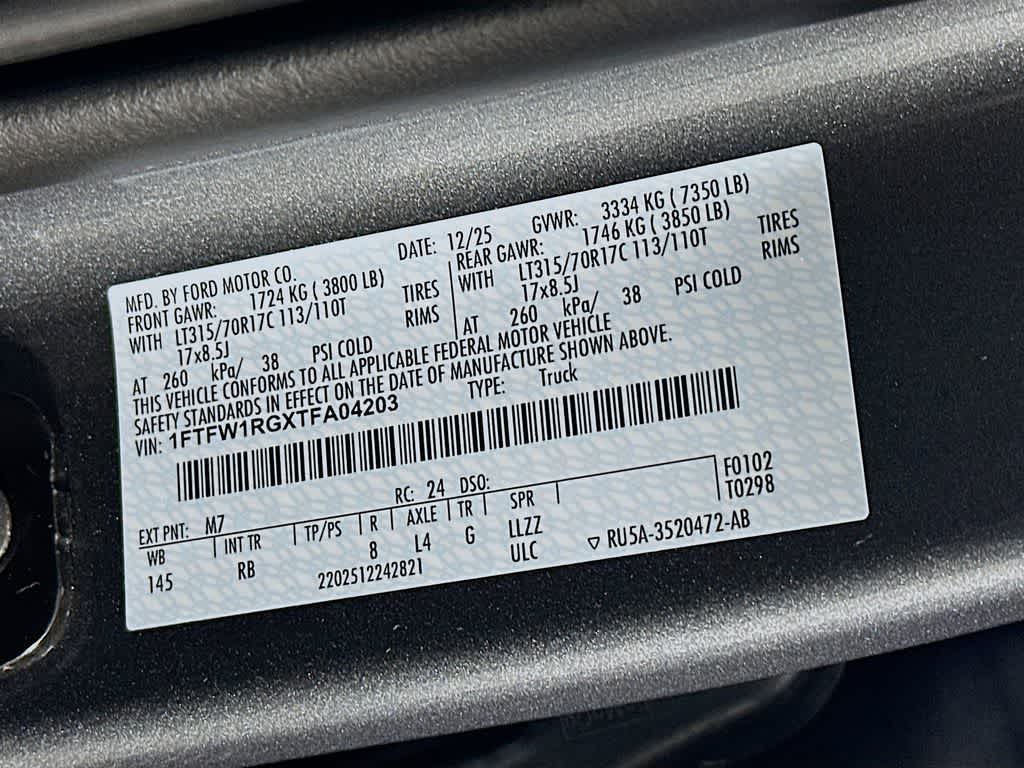 MFD. BY FORD MOTOR CO.
DATE: 12/25
GVWR: 3334 KG ( 7350 LB)
FRONT GAWR: 1724 KG ( 3800 LB)
WITH LT315/70R17C 113/110T TIRES
17x8.5J RIMS
AT 260 kPa/ 38 PSI COLD
REAR GAWR: 1746 KG ( 3850 LB)
WITH LT315/70R17C 113/110T TIRES
17x8.5J RIMS
AT 260 kPa/ 38 PSI COLD
THIS VEHICLE CONFORMS TO ALL APPLICABLE FEDERAL MOTOR VEHICLE
SAFETY STANDARDS IN EFFECT ON THE DATE OF MANUFACTURE SHOWN ABOVE.
VIN: 1FTFW1RGXTFA04203
TYPE: Truck
EXT PNT: M7 RC: 24 DSO:
F0102
T0298
WB INT TR TP/PS R AXLE TR SPR
145 RB 8 L4 G LLZZ
2202512242821 ULC
RU5A-3520472-AB